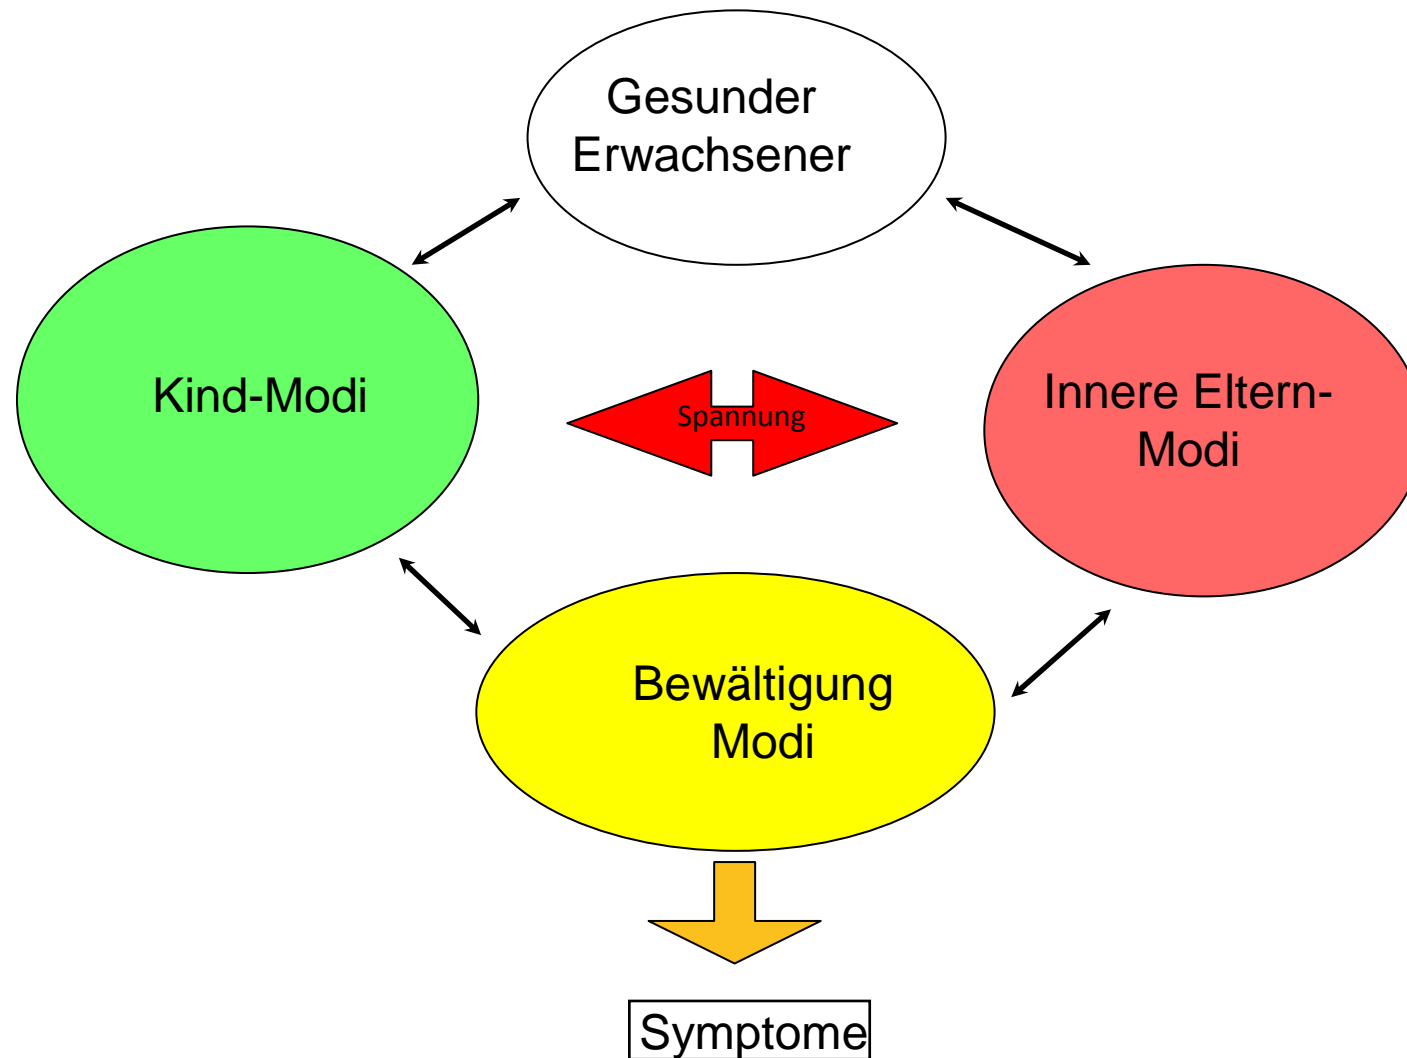 Gesunder
Erwachsener
Kind-Modi
Spannung
Innere Eltern-
Modi
Bewältigung
Modi
Symptome